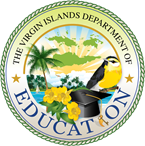 THE VIRGIN ISLANDS DEPARTMENT OF
EDUCATION